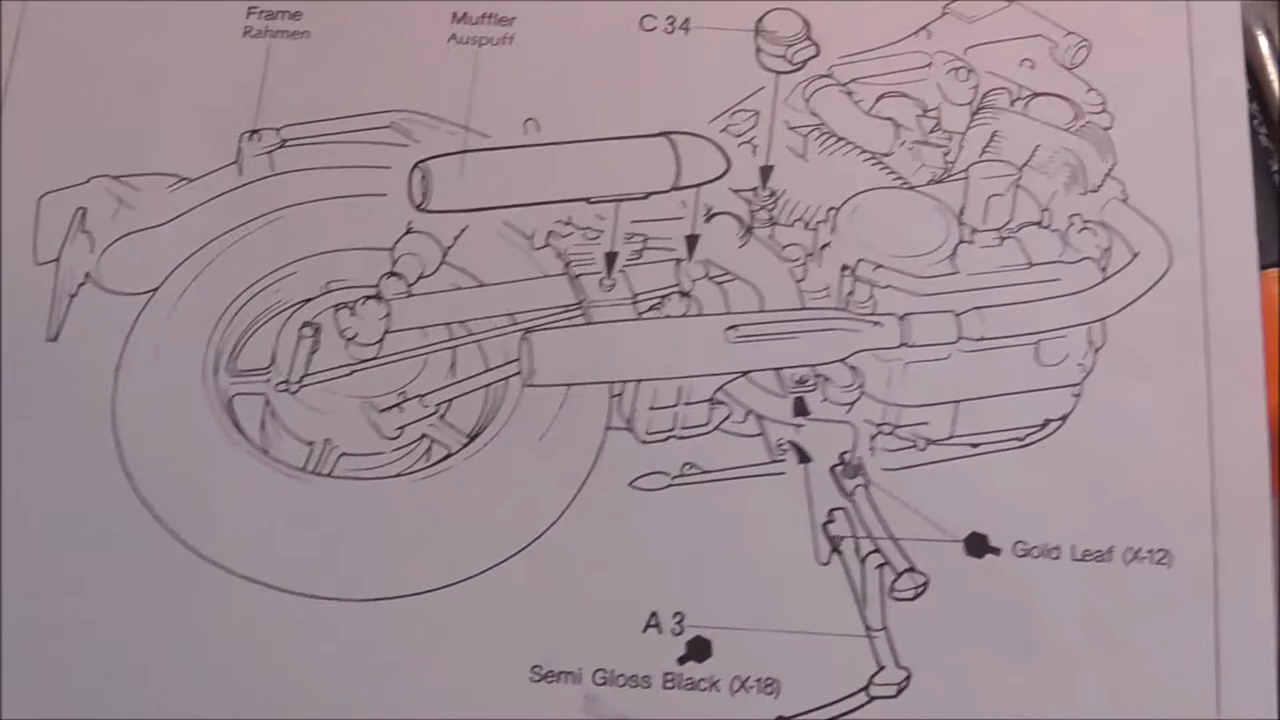 Frame
Rahmen
Muffler
Auspuff
C 34
Gold Leaf (X-12)
A 3
Semi Gloss Black (X-18)